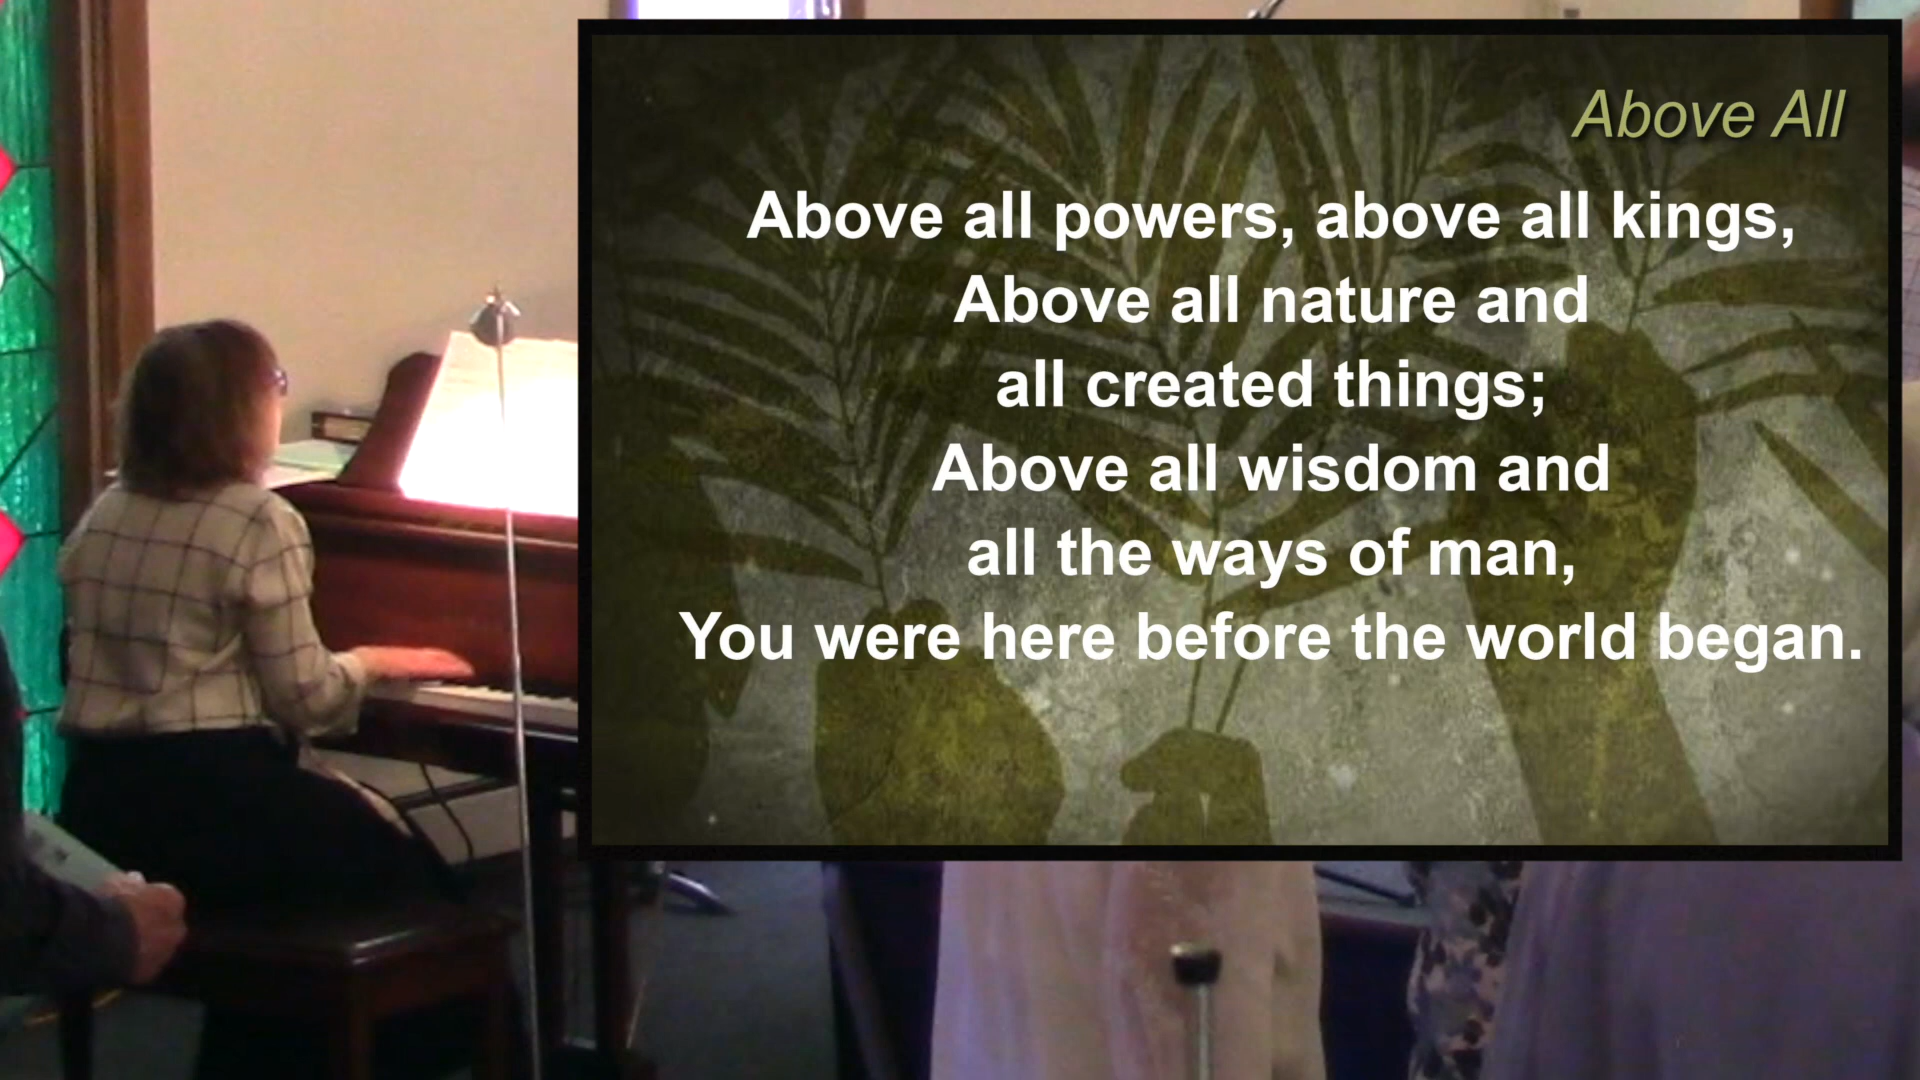 Above All
Above all powers, above all kings,
Above all nature and
all created things;
Above all wisdom and
all the ways of man,
You were here before the world began.